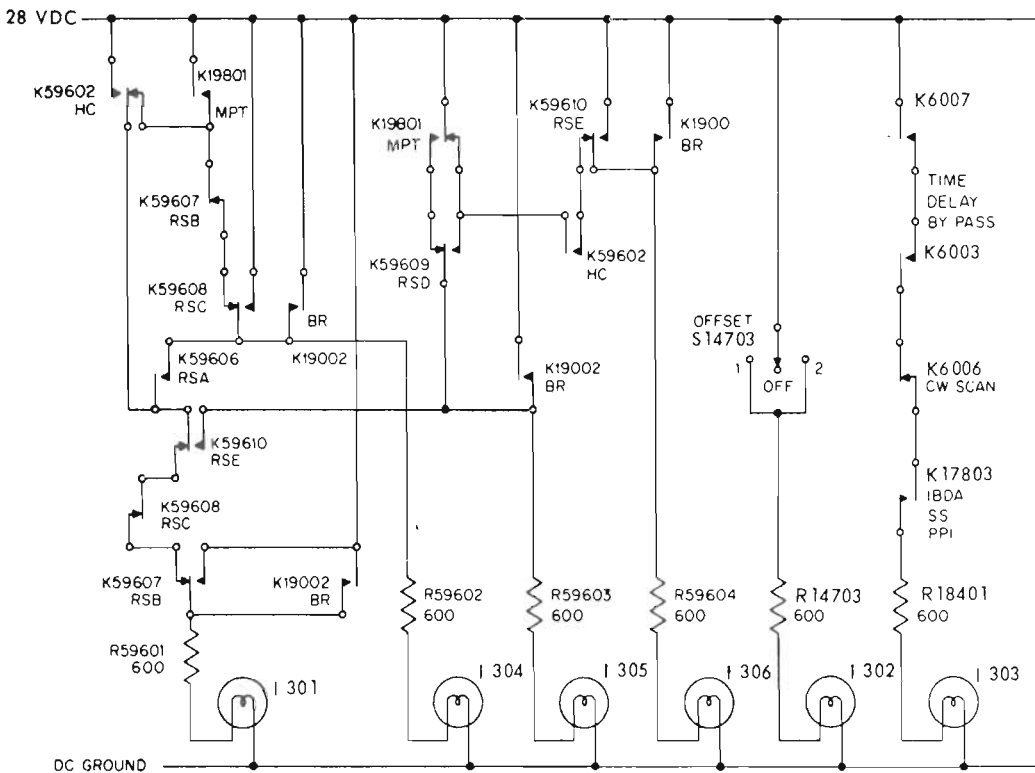 28 VDC
K59602
HC
K19801
MPT
K59607
RSB
K59608
RSC
BR
K19002
K59606
RSA
K59610
RSE
K59608
RSC
K59607
RSB
K19002
BR
R59601
600
K19801
MPT
K59609
RSD
K59610
RSE
K1900
BR
K59602
HC
K19002
BR
OFFSET
S14703
1
OFF
2
K6007
TIME
DELAY
BY PASS
K6003
K6006
CW SCAN
K17803
IBDA
SS
PPI
R59602
600
R59603
600
R59604
600
R14703
600
R18401
600
I 301
I 304
I 305
I 306
I 302
I 303
DC GROUND